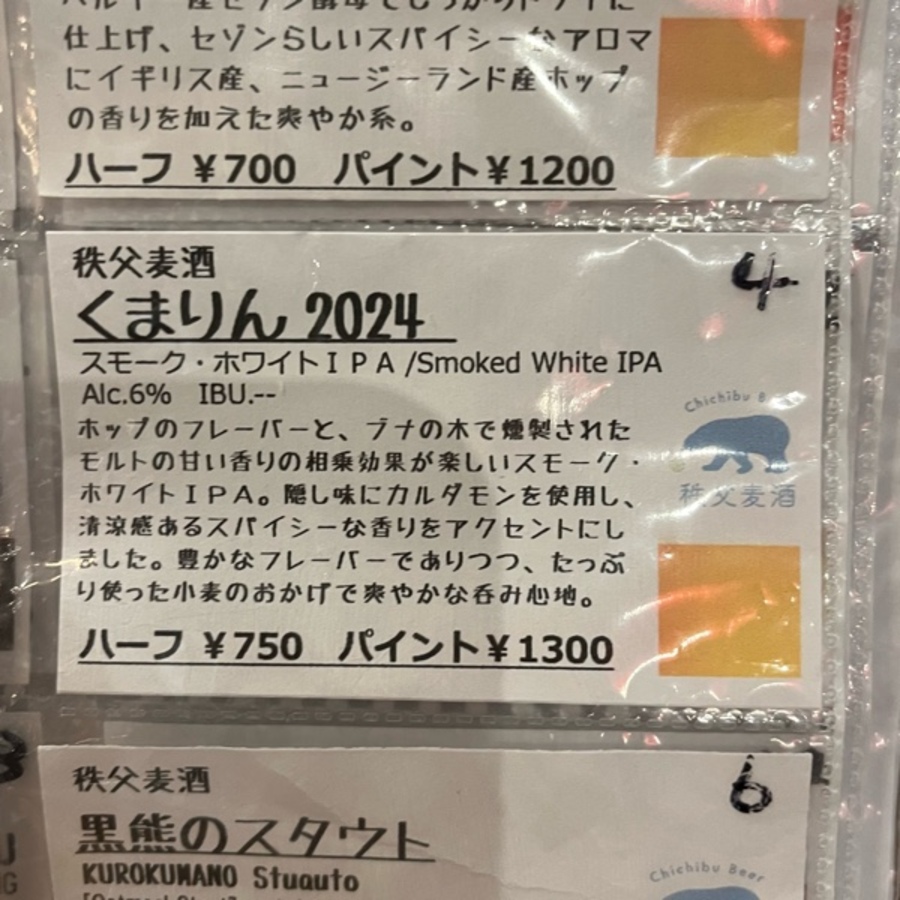 仕上げ、セゾンらしいスパイシーなアロマ
にイギリス産、ニュージーランド産ホップ
の香りを加えた爽やか系。
ハーフ ￥700 パイント￥1200
秩父麦酒
4
くまりん 2024
スモーク・ホワイトＩＰＡ/Smoked White IPA
Alc.6% IBU.--
ホップのフレーバーと、ブナの木で燻製された
モルトの甘い香りの相乗効果が楽しいスモーク・
ホワイトＩＰＡ。隠し味にカルダモンを使用し、
清涼感あるスパイシーな香りをアクセントにし
ました。豊かなフレーバーでありつつ、たっぷ
り使った小麦のおかげで爽やかな呑み心地。
Chichibu
秩父麦酒
ハーフ ￥750 パイント￥1300
秩父麦酒
6
黒熊のスタウト
KUROKUMANO Stuauto
Chichibu Beer